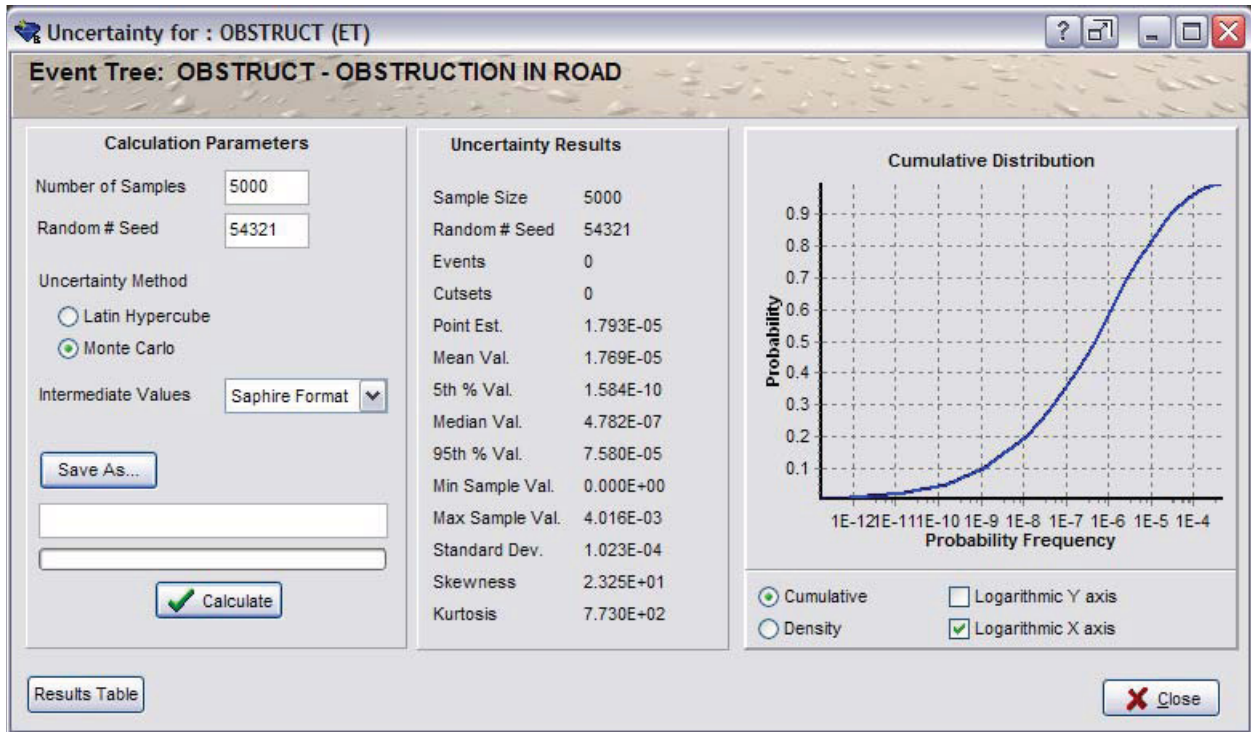 Uncertainty for : OBSTRUCT (ET)
Event Tree: OBSTRUCT - OBSTRUCTION IN ROAD
Calculation Parameters
Number of Samples 5000
Random # Seed 54321
Uncertainty Method
Latin Hypercube
Monte Carlo
Intermediate Values Saphire Format
Save As...
Calculate
Uncertainty Results
Sample Size 5000
Random # Seed 54321
Events 0
Cutsets 0
Point Est. 1.793E-05
Mean Val. 1.769E-05
5th % Val. 1.584E-10
Median Val. 4.782E-07
95th % Val. 7.580E-05
Min Sample Val. 0.000E+00
Max Sample Val. 4.016E-03
Standard Dev. 1.023E-04
Skewness 2.325E+01
Kurtosis 7.730E+02
Cumulative Distribution
Probability
0.9
0.8
0.7
0.6
0.5
0.4
0.3
0.2
0.1
1E-12 1E-11 1E-10 1E-9 1E-8 1E-7 1E-6 1E-5 1E-4
Probability Frequency
Cumulative Logarithmic Y axis
Density Logarithmic X axis
Results Table
Close